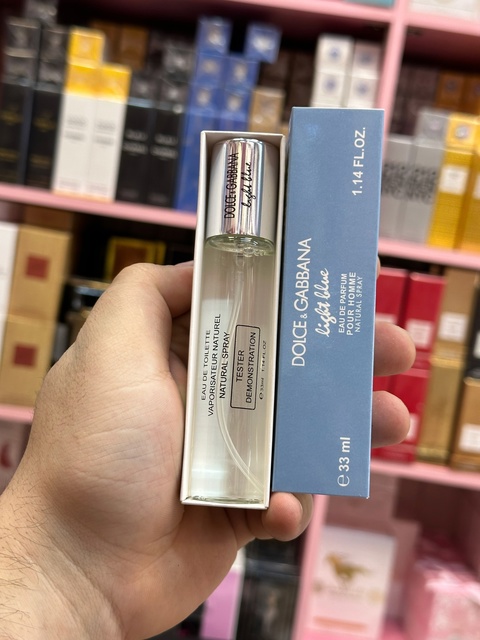 DOLCE & GABBANA
light blue
EAU DE TOILETTE
VAPORISATEUR NATUREL
NATURAL SPRAY
TESTER
DEMONSTRATION
DOLCE & GABBANA
light blue
EAU DE PARFUM
POUR HOMME
NATURAL SPRAY
℮ 33 ml
1.14 FL.OZ.